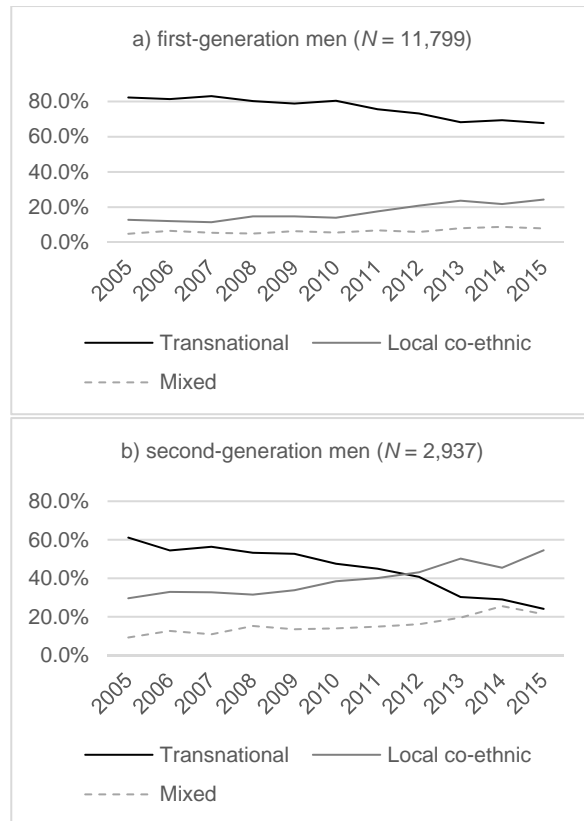 a) first-generation men (N = 11,799)
80.0%
60.0%
40.0%
20.0%
0.0%
2005 2006 2007 2008 2009 2010 2011 2012 2013 2014 2015
Transnational Local co-ethnic
Mixed
b) second-generation men (N = 2,937)
80.0%
60.0%
40.0%
20.0%
0.0%
2005 2006 2007 2008 2009 2010 2011 2012 2013 2014 2015
Transnational Local co-ethnic
Mixed